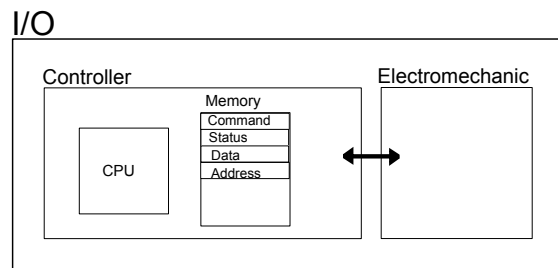 I/O
Controller
Electromechanic
Memory
Command
Status
Data
Address
CPU